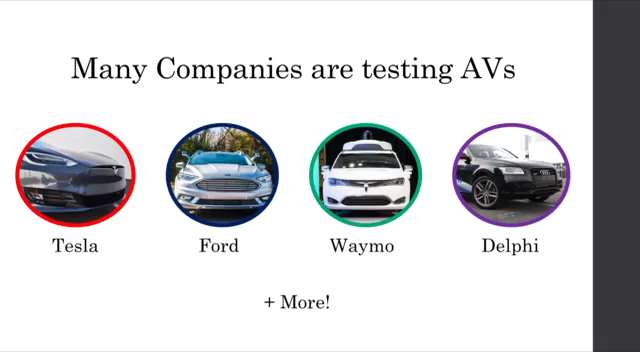 Many Companies are testing AVs
Tesla
Ford
Waymo
Delphi
+ More!